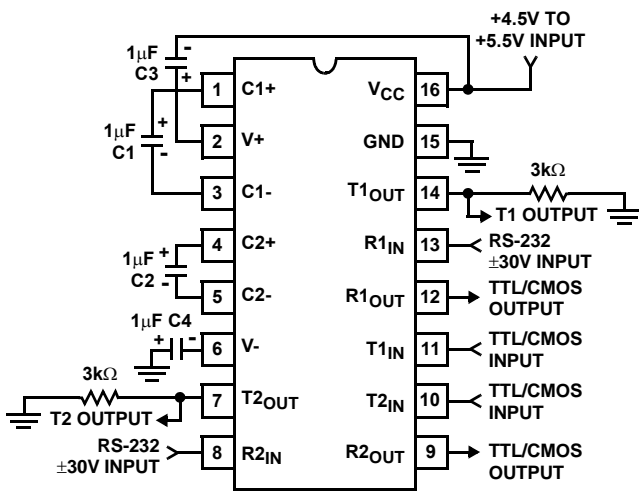 +4.5V TO
+5.5V INPUT
1μF
-
C3
+
1
C1+
VCC
16
+
1μF
-
C1
2
V+
GND
15
3kΩ
3
C1-
T1OUT
14
T1 OUTPUT
4
C2+
R1IN
13
RS-232
±30V INPUT
1μF
+
C2
-
5
C2-
R1OUT
12
TTL/CMOS
OUTPUT
1μF C4
+
-
6
V-
T1IN
11
TTL/CMOS
INPUT
3kΩ
7
T2OUT
T2IN
10
TTL/CMOS
INPUT
T2 OUTPUT
RS-232
±30V INPUT
8
R2IN
R2OUT
9
TTL/CMOS
OUTPUT